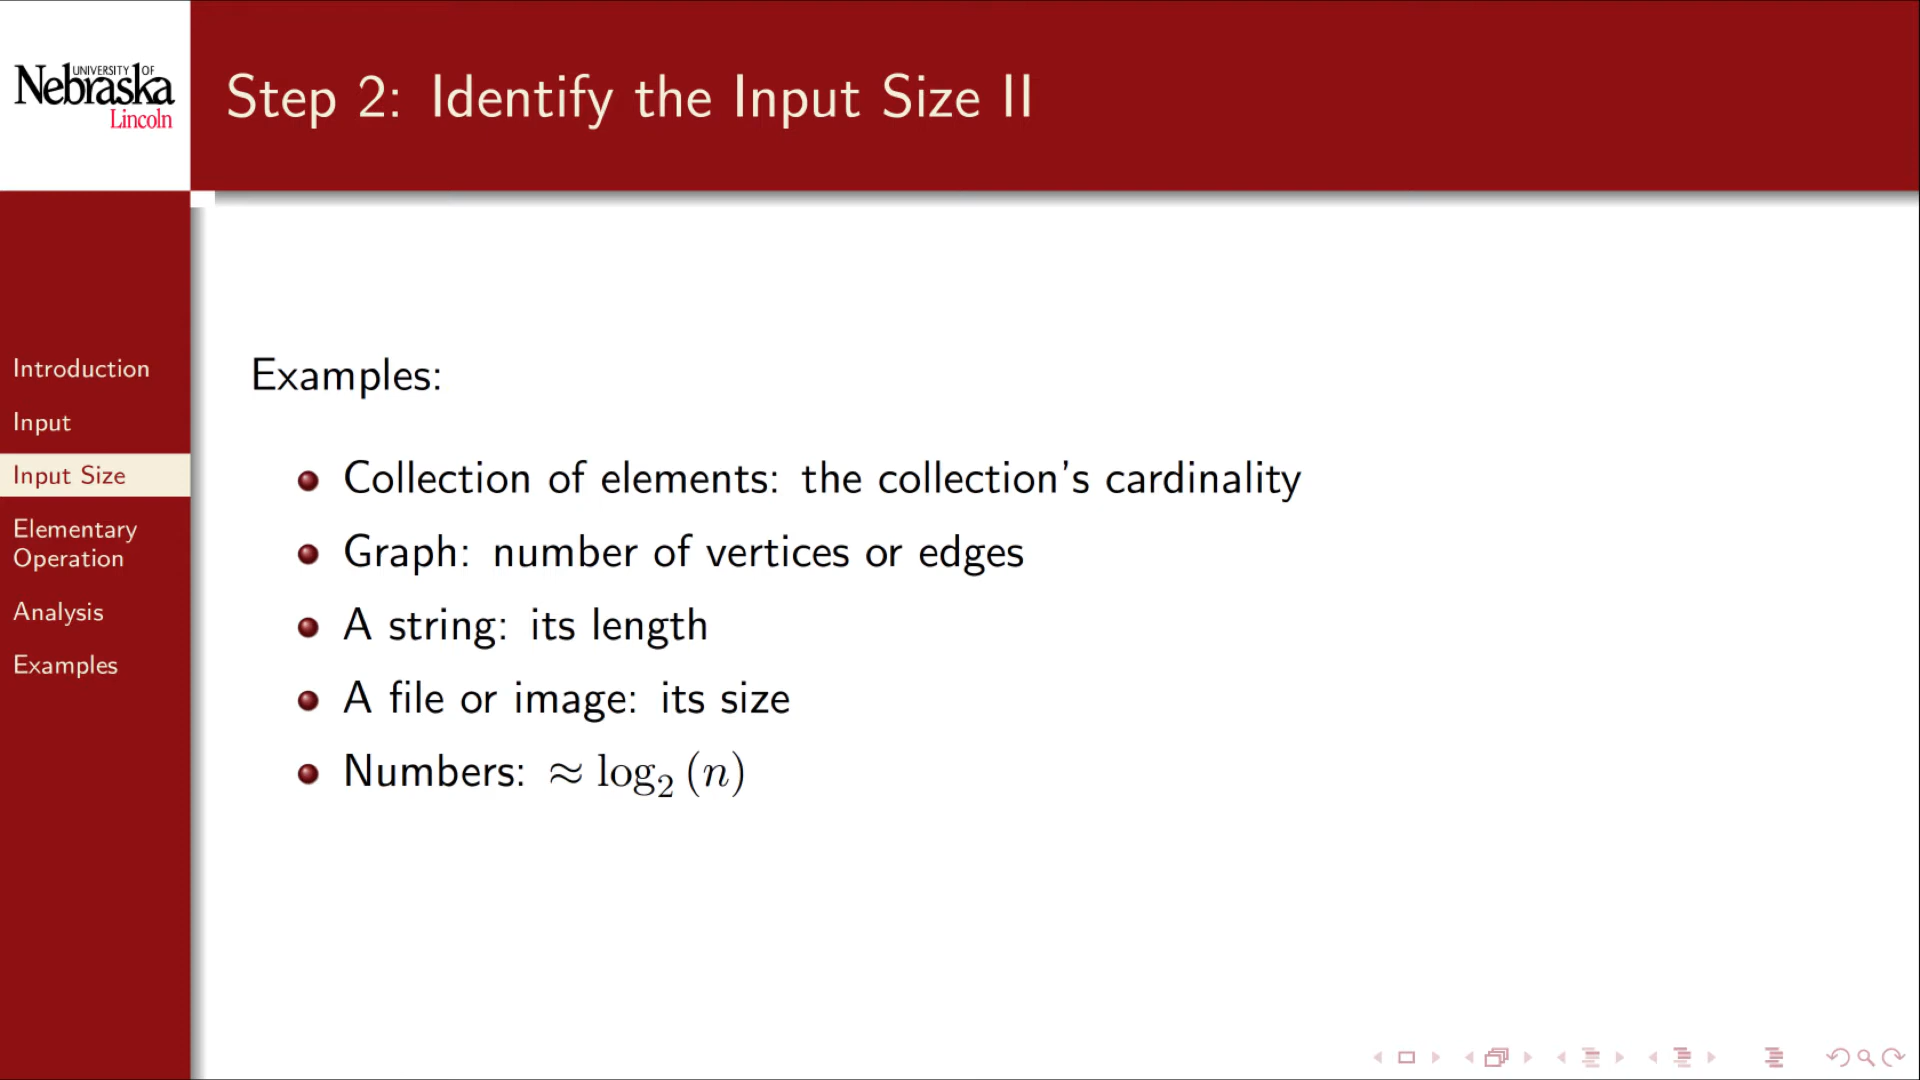 UNIVERSITY OF
Nebraska
Lincoln
Step 2: Identify the Input Size II
Introduction
Input
Input Size
Elementary
Operation
Analysis
Examples
Examples:
Collection of elements: the collection's cardinality
Graph: number of vertices or edges
A string: its length
A file or image: its size
Numbers: ≈ log₂ (n)